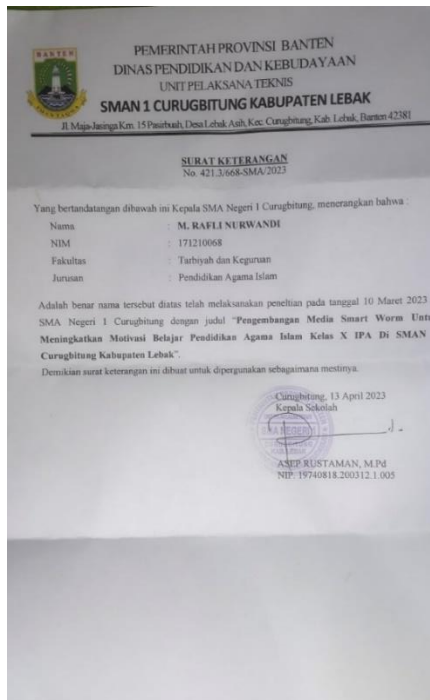 BANTEN
PEMERINTAH PROVINSI BANTEN
DINAS PENDIDIKAN DAN KEBUDAYAAN
UNIT PELAKSANA TEKNIS
SMAN 1 CURUGBITUNG KABUPATEN LEBAK
Jl. Maja-Jasinga Km. 15 Pasirbuah, Desa Lebak Asih, Kec. Curugbitung, Kab. Lebak, Banten 42381
SURAT KETERANGAN
No. 421.3/668-SMA/2023
Yang bertandatangan dibawah ini Kepala SMA Negeri 1 Curugbitung, menerangkan bahwa :
Nama : M. RAFLI NURWANDI
NIM : 171210068
Fakultas : Tarbiyah dan Keguruan
Jurusan : Pendidikan Agama Islam
Adalah benar nama tersebut diatas telah melaksanakan peneltian pada tanggal 10 Maret 2023
SMA Negeri 1 Curugbitung dengan judul "Pengembangan Media Smart Worm Untu
Meningkatkan Motivasi Belajar Pendidikan Agama Islam Kelas X IPA Di SMAN
Curugbitung Kabupaten Lebak".
Demikian surat keterangan ini dibuat untuk dipergunakan sebagaimana mestinya.
Curugbitung, 13 April 2023
Kepala Sekolah
ASEP RUSTAMAN, M.Pd
NIP. 19740818.200312.1.005